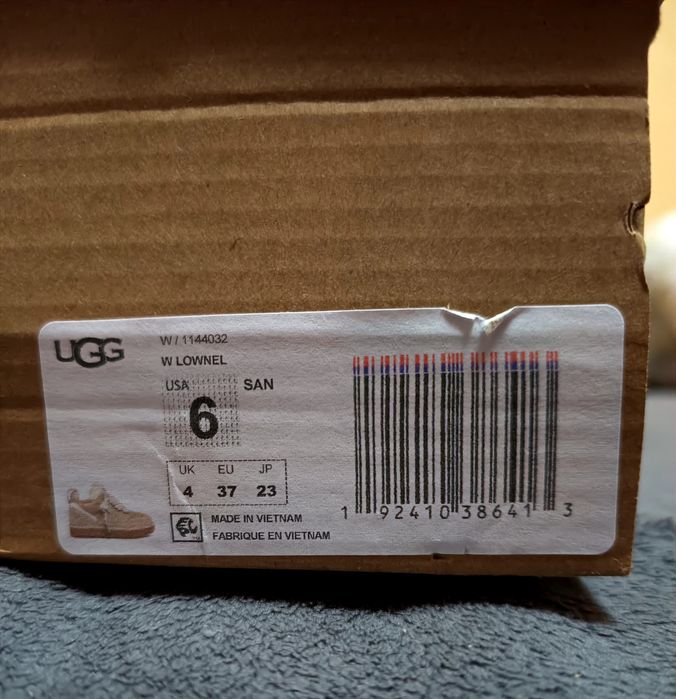 UGG
W / 1144032
W LOWNEL
USA SAN
6
UK EU JP
4 37 23
MADE IN VIETNAM
FABRIQUE EN VIETNAM
1 92410 38641 3